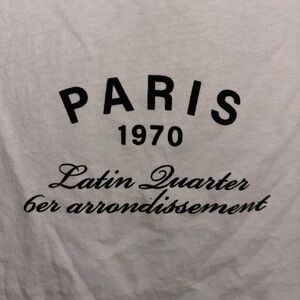 PARIS
1970
Latin Quarter
6er arrondissement